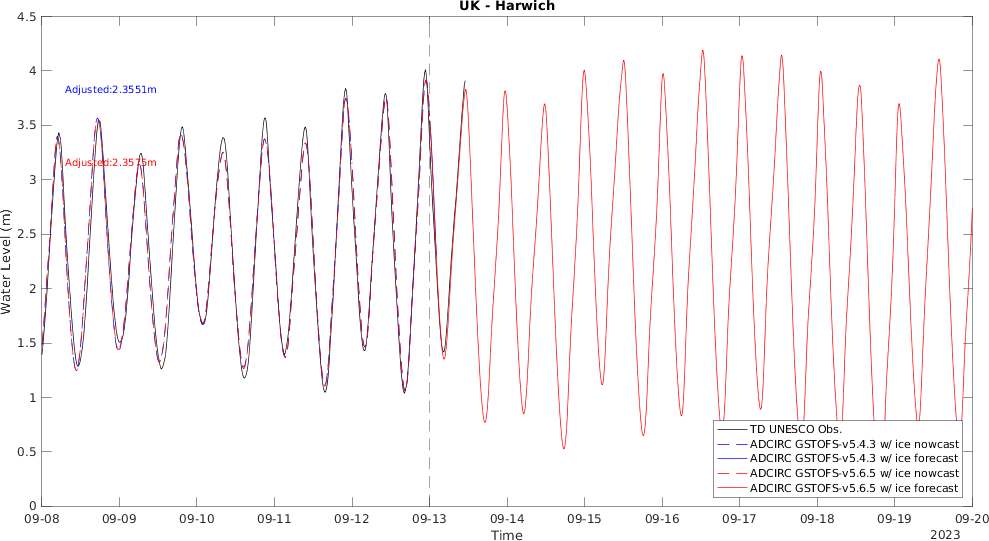 UK - Harwich
4.5
4
3.5
3
2.5
2
1.5
1
0.5
0
Water Level (m)
Adjusted:2.3551m
Adjusted:2.3575m
TD UNESCO Obs.
ADCIRC GSTOFS-v5.4.3 w/ ice nowcast
ADCIRC GSTOFS-v5.4.3 w/ ice forecast
ADCIRC GSTOFS-v5.6.5 w/ ice nowcast
ADCIRC GSTOFS-v5.6.5 w/ ice forecast
09-08 09-09 09-10 09-11 09-12 09-13 09-14 09-15 09-16 09-17 09-18 09-19 09-20
Time
2023